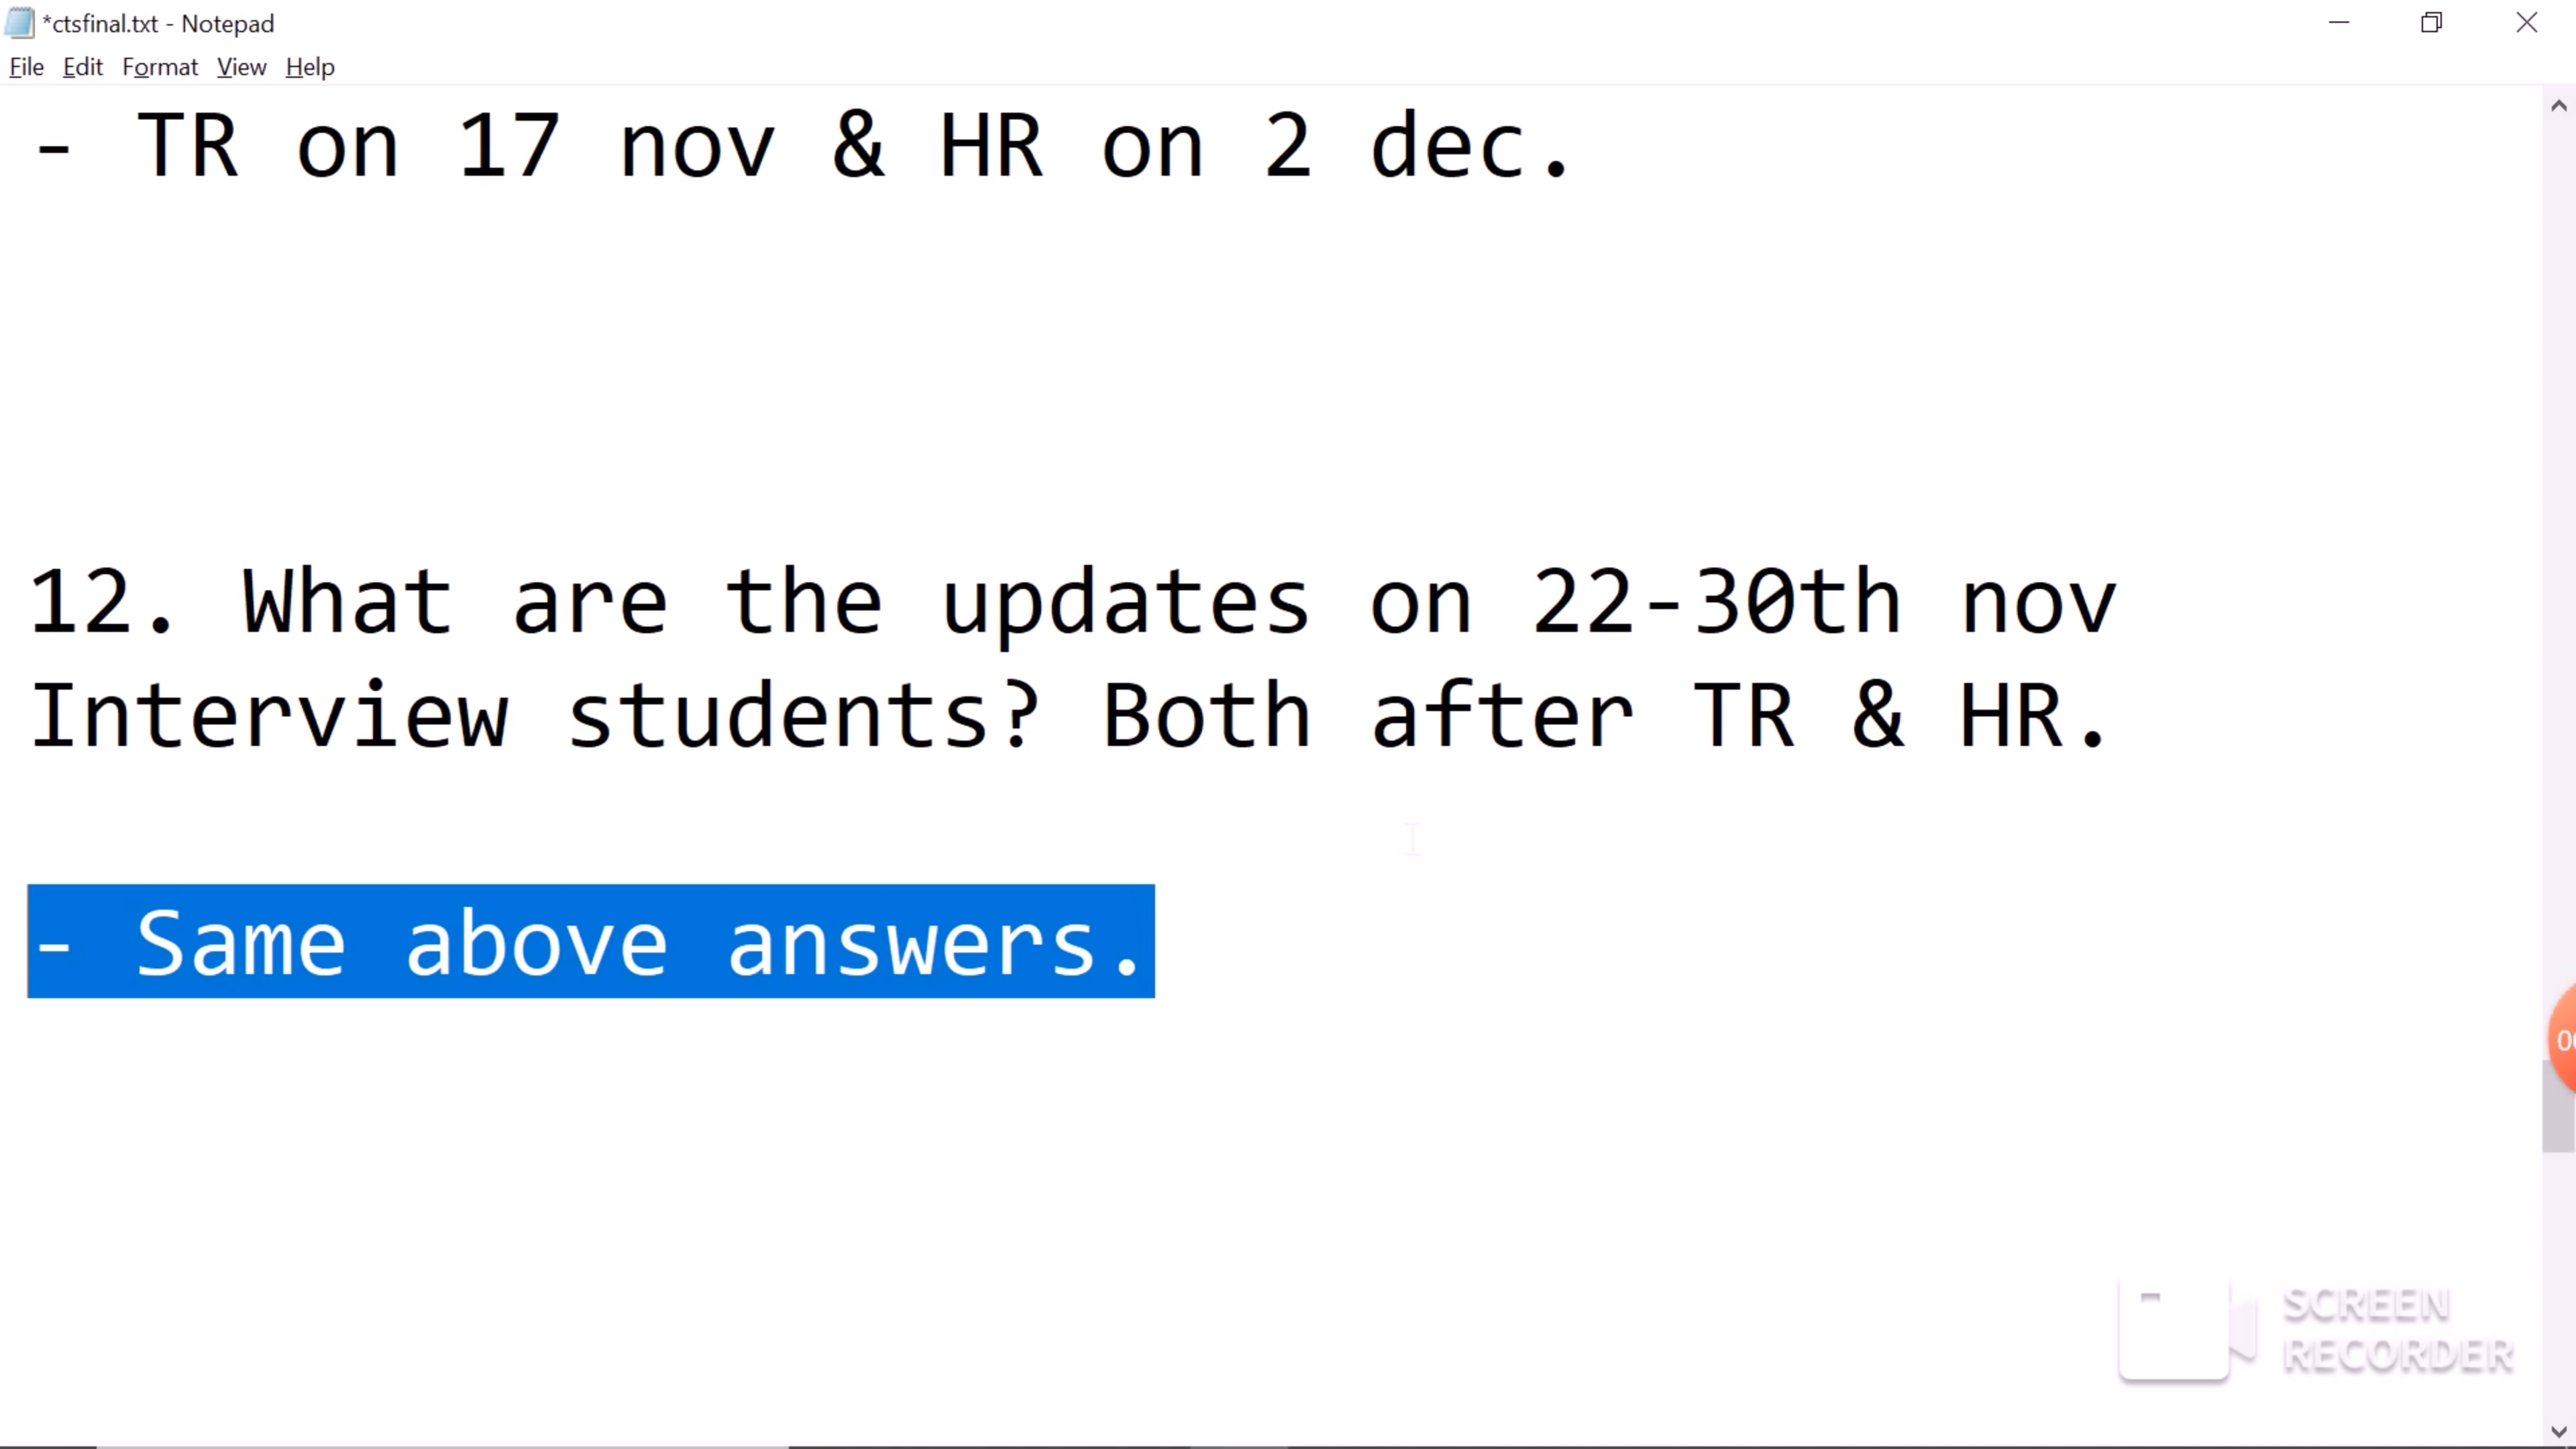 *ctsfinal.txt - Notepad
File Edit Format View Help
- TR on 17 nov & HR on 2 dec.
12. What are the updates on 22-30th nov
Interview students? Both after TR & HR.
- Same above answers.
SCREEN
RECORDER